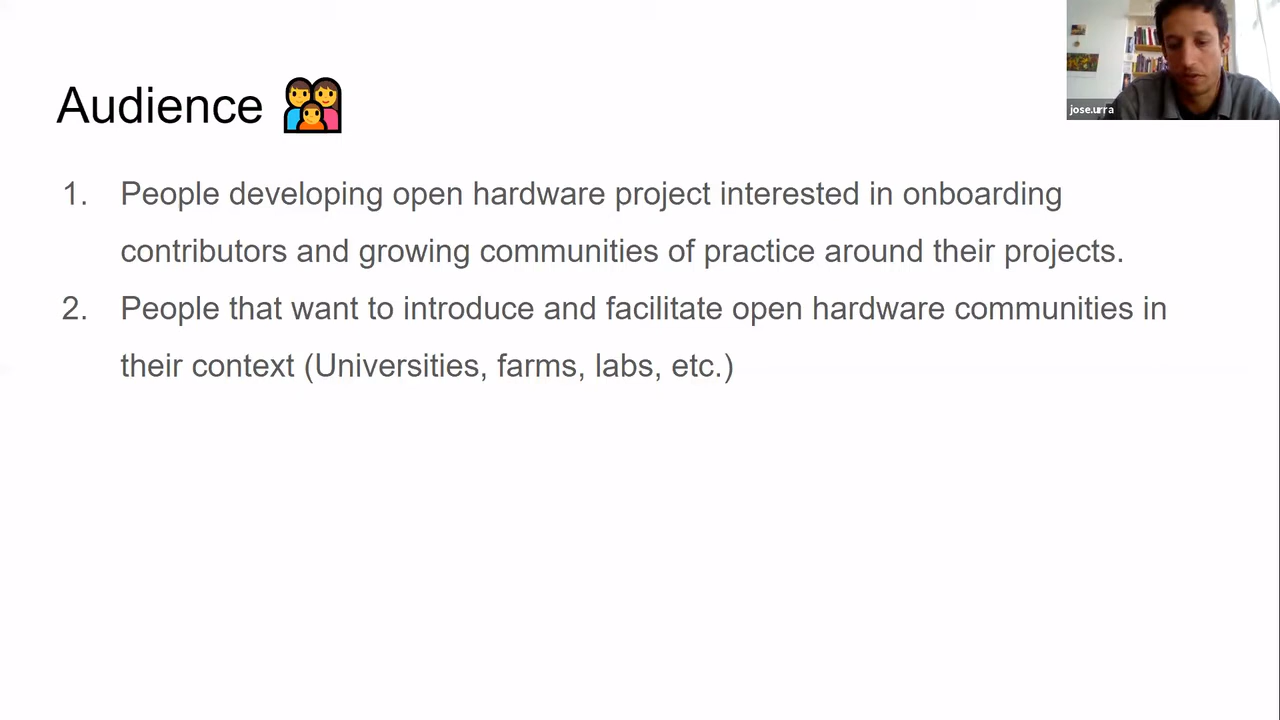 Audience
1. People developing open hardware project interested in onboarding
contributors and growing communities of practice around their projects.
2. People that want to introduce and facilitate open hardware communities in
their context (Universities, farms, labs, etc.)
jose.urra